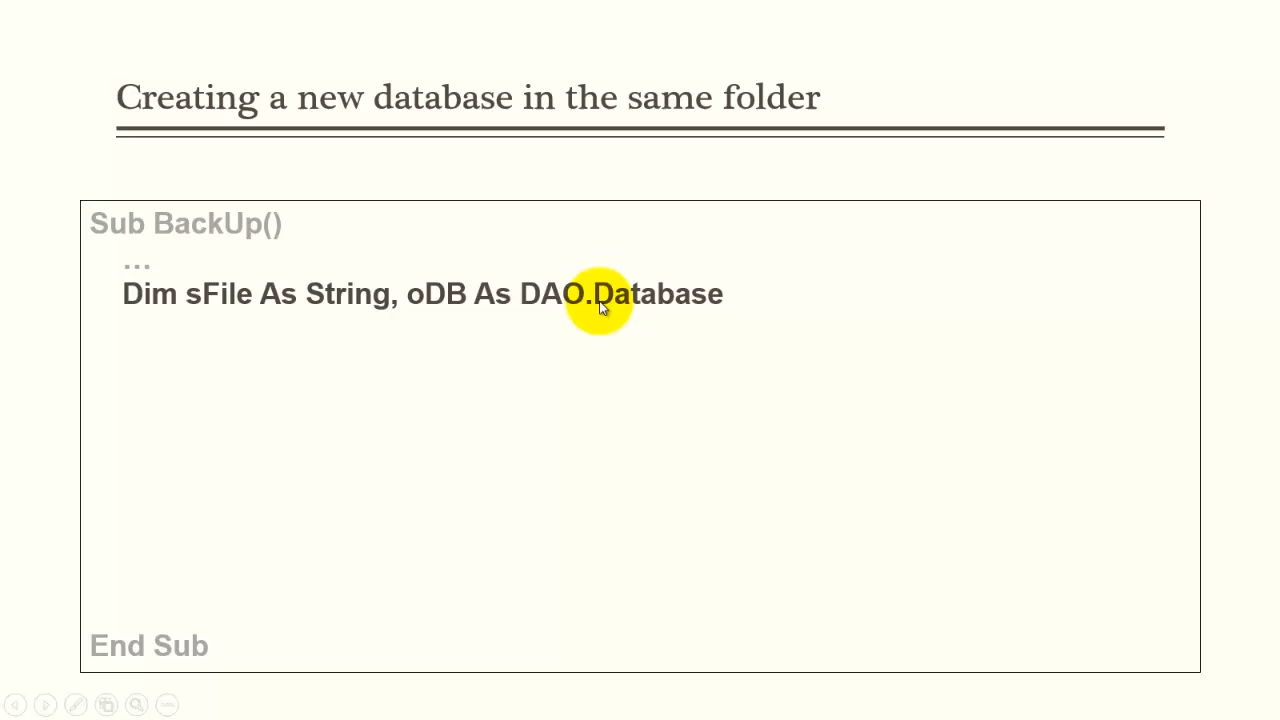 Creating a new database in the same folder
Sub BackUp()
...
Dim sFile As String, oDB As DAO.Database
End Sub